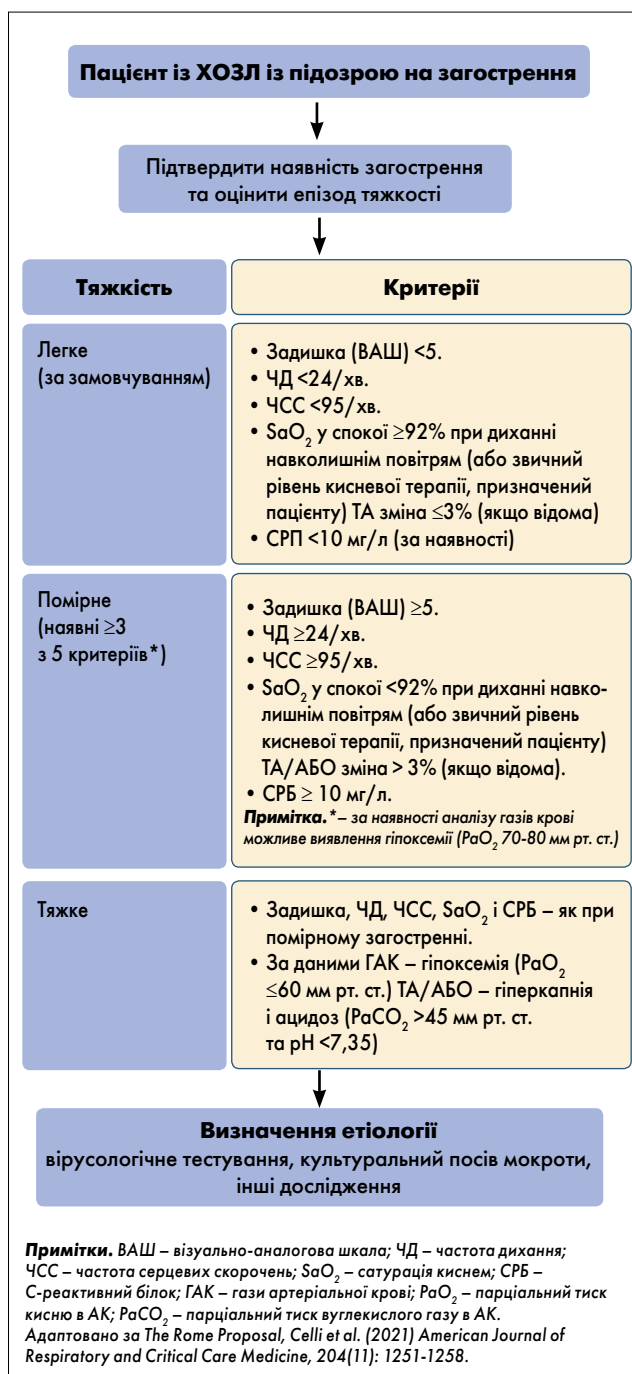 Пацієнт із ХОЗЛ із підозрою на загострення
Підтвердити наявність загострення
та оцінити епізод тяжкості
Тяжкість
Критерії
Легке
(за замовчуванням)
• Задишка (ВАШ) <5.
• ЧД <24/хв.
• ЧСС <95/хв.
• SaO₂ у спокої ≥92% при диханні
навколишнім повітрям (або звичний
рівень кисневої терапії, призначений
пацієнту) ТА зміна ≤3% (якщо відома)
• СРП <10 мг/л (за наявності)
Помірне
(наявні ≥3
з 5 критеріїв*)
• Задишка (ВАШ) ≥5.
• ЧД ≥24/хв.
• ЧСС ≥95/хв.
• SaO₂ у спокої <92% при диханні навко-
лишнім повітрям (або звичний рівень
кисневої терапії, призначений пацієнту)
ТА/АБО зміна > 3% (якщо відома).
• СРБ ≥ 10 мг/л.
Примітка.* – за наявності аналізу газів крові
можливе виявлення гіпоксемії (PaO₂ 70-80 мм рт. ст.)
Тяжке
• Задишка, ЧД, ЧСС, SaO₂ і СРБ – як при
помірному загостренні.
• За даними ГАК – гіпоксемія (PaO₂
≤60 мм рт. ст.) ТА/АБО – гіперкапнія
і ацидоз (PaCO₂ >45 мм рт. ст.
та pH <7,35)
Визначення етіології
вірусологічне тестування, культуральний посів мокроти,
інші дослідження
Примітки. ВАШ – візуально-аналогова шкала; ЧД – частота дихання;
ЧСС – частота серцевих скорочень; SaO₂ – сатурація киснем; СРБ –
С-реактивний білок; ГАК – гази артеріальної крові; PaO₂ – парціальний тиск
кисню в АК; PaCO₂ – парціальний тиск вуглекислого газу в АК.
Адаптовано за The Rome Proposal, Celli et al. (2021) American Journal of
Respiratory and Critical Care Medicine, 204(11): 1251-1258.